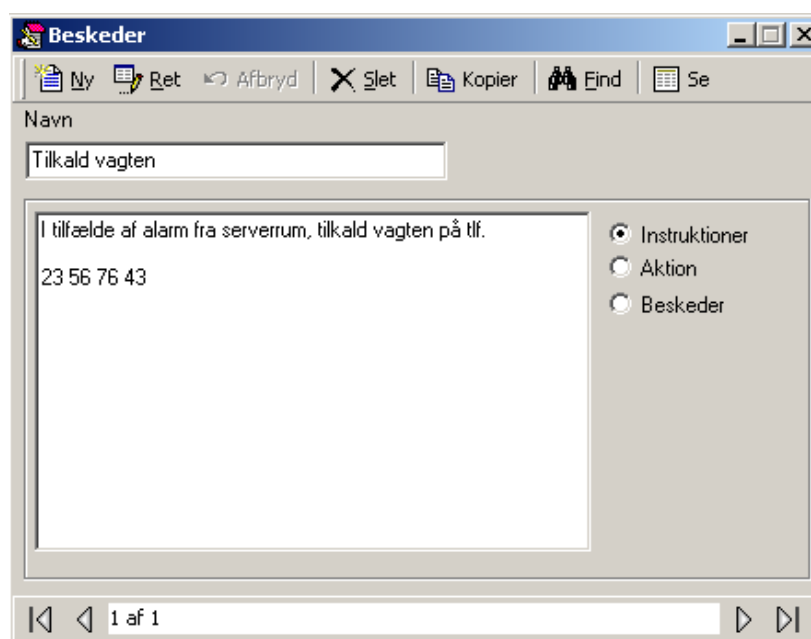 Beskeder
Ny Ret Afbryd Slet Kopier Find Se
Navn
Tilkald vagten
I tilfælde af alarm fra serverrum, tilkald vagten på tlf.
23 56 76 43
Instruktioner
Aktion
Beskeder
1 af 1